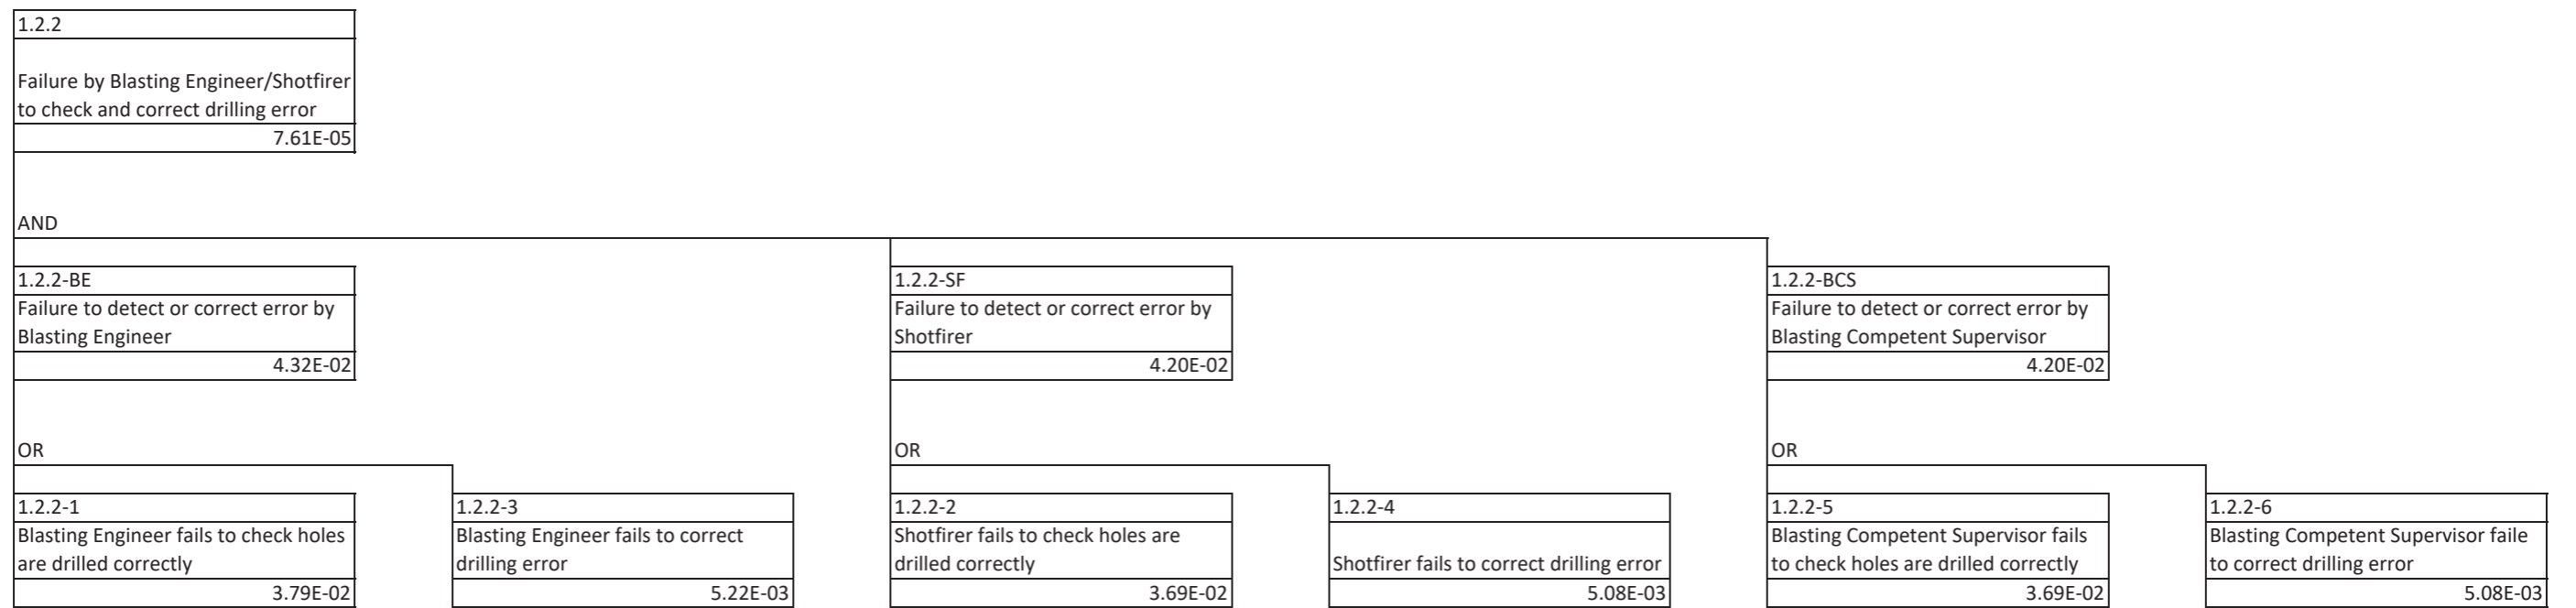 1.2.2
Failure by Blasting Engineer/Shotfirer
to check and correct drilling error
7.61E-05
AND
1.2.2-BE
Failure to detect or correct error by
Blasting Engineer
4.32E-02
1.2.2-SF
Failure to detect or correct error by
Shotfirer
4.20E-02
1.2.2-BCS
Failure to detect or correct error by
Blasting Competent Supervisor
4.20E-02
OR
OR
OR
1.2.2-1
Blasting Engineer fails to check holes
are drilled correctly
3.79E-02
1.2.2-3
Blasting Engineer fails to correct
drilling error
5.22E-03
1.2.2-2
Shotfirer fails to check holes are
drilled correctly
3.69E-02
1.2.2-4
Shotfirer fails to correct drilling error
5.08E-03
1.2.2-5
Blasting Competent Supervisor fails
to check holes are drilled correctly
3.69E-02
1.2.2-6
Blasting Competent Supervisor faile
to correct drilling error
5.08E-03